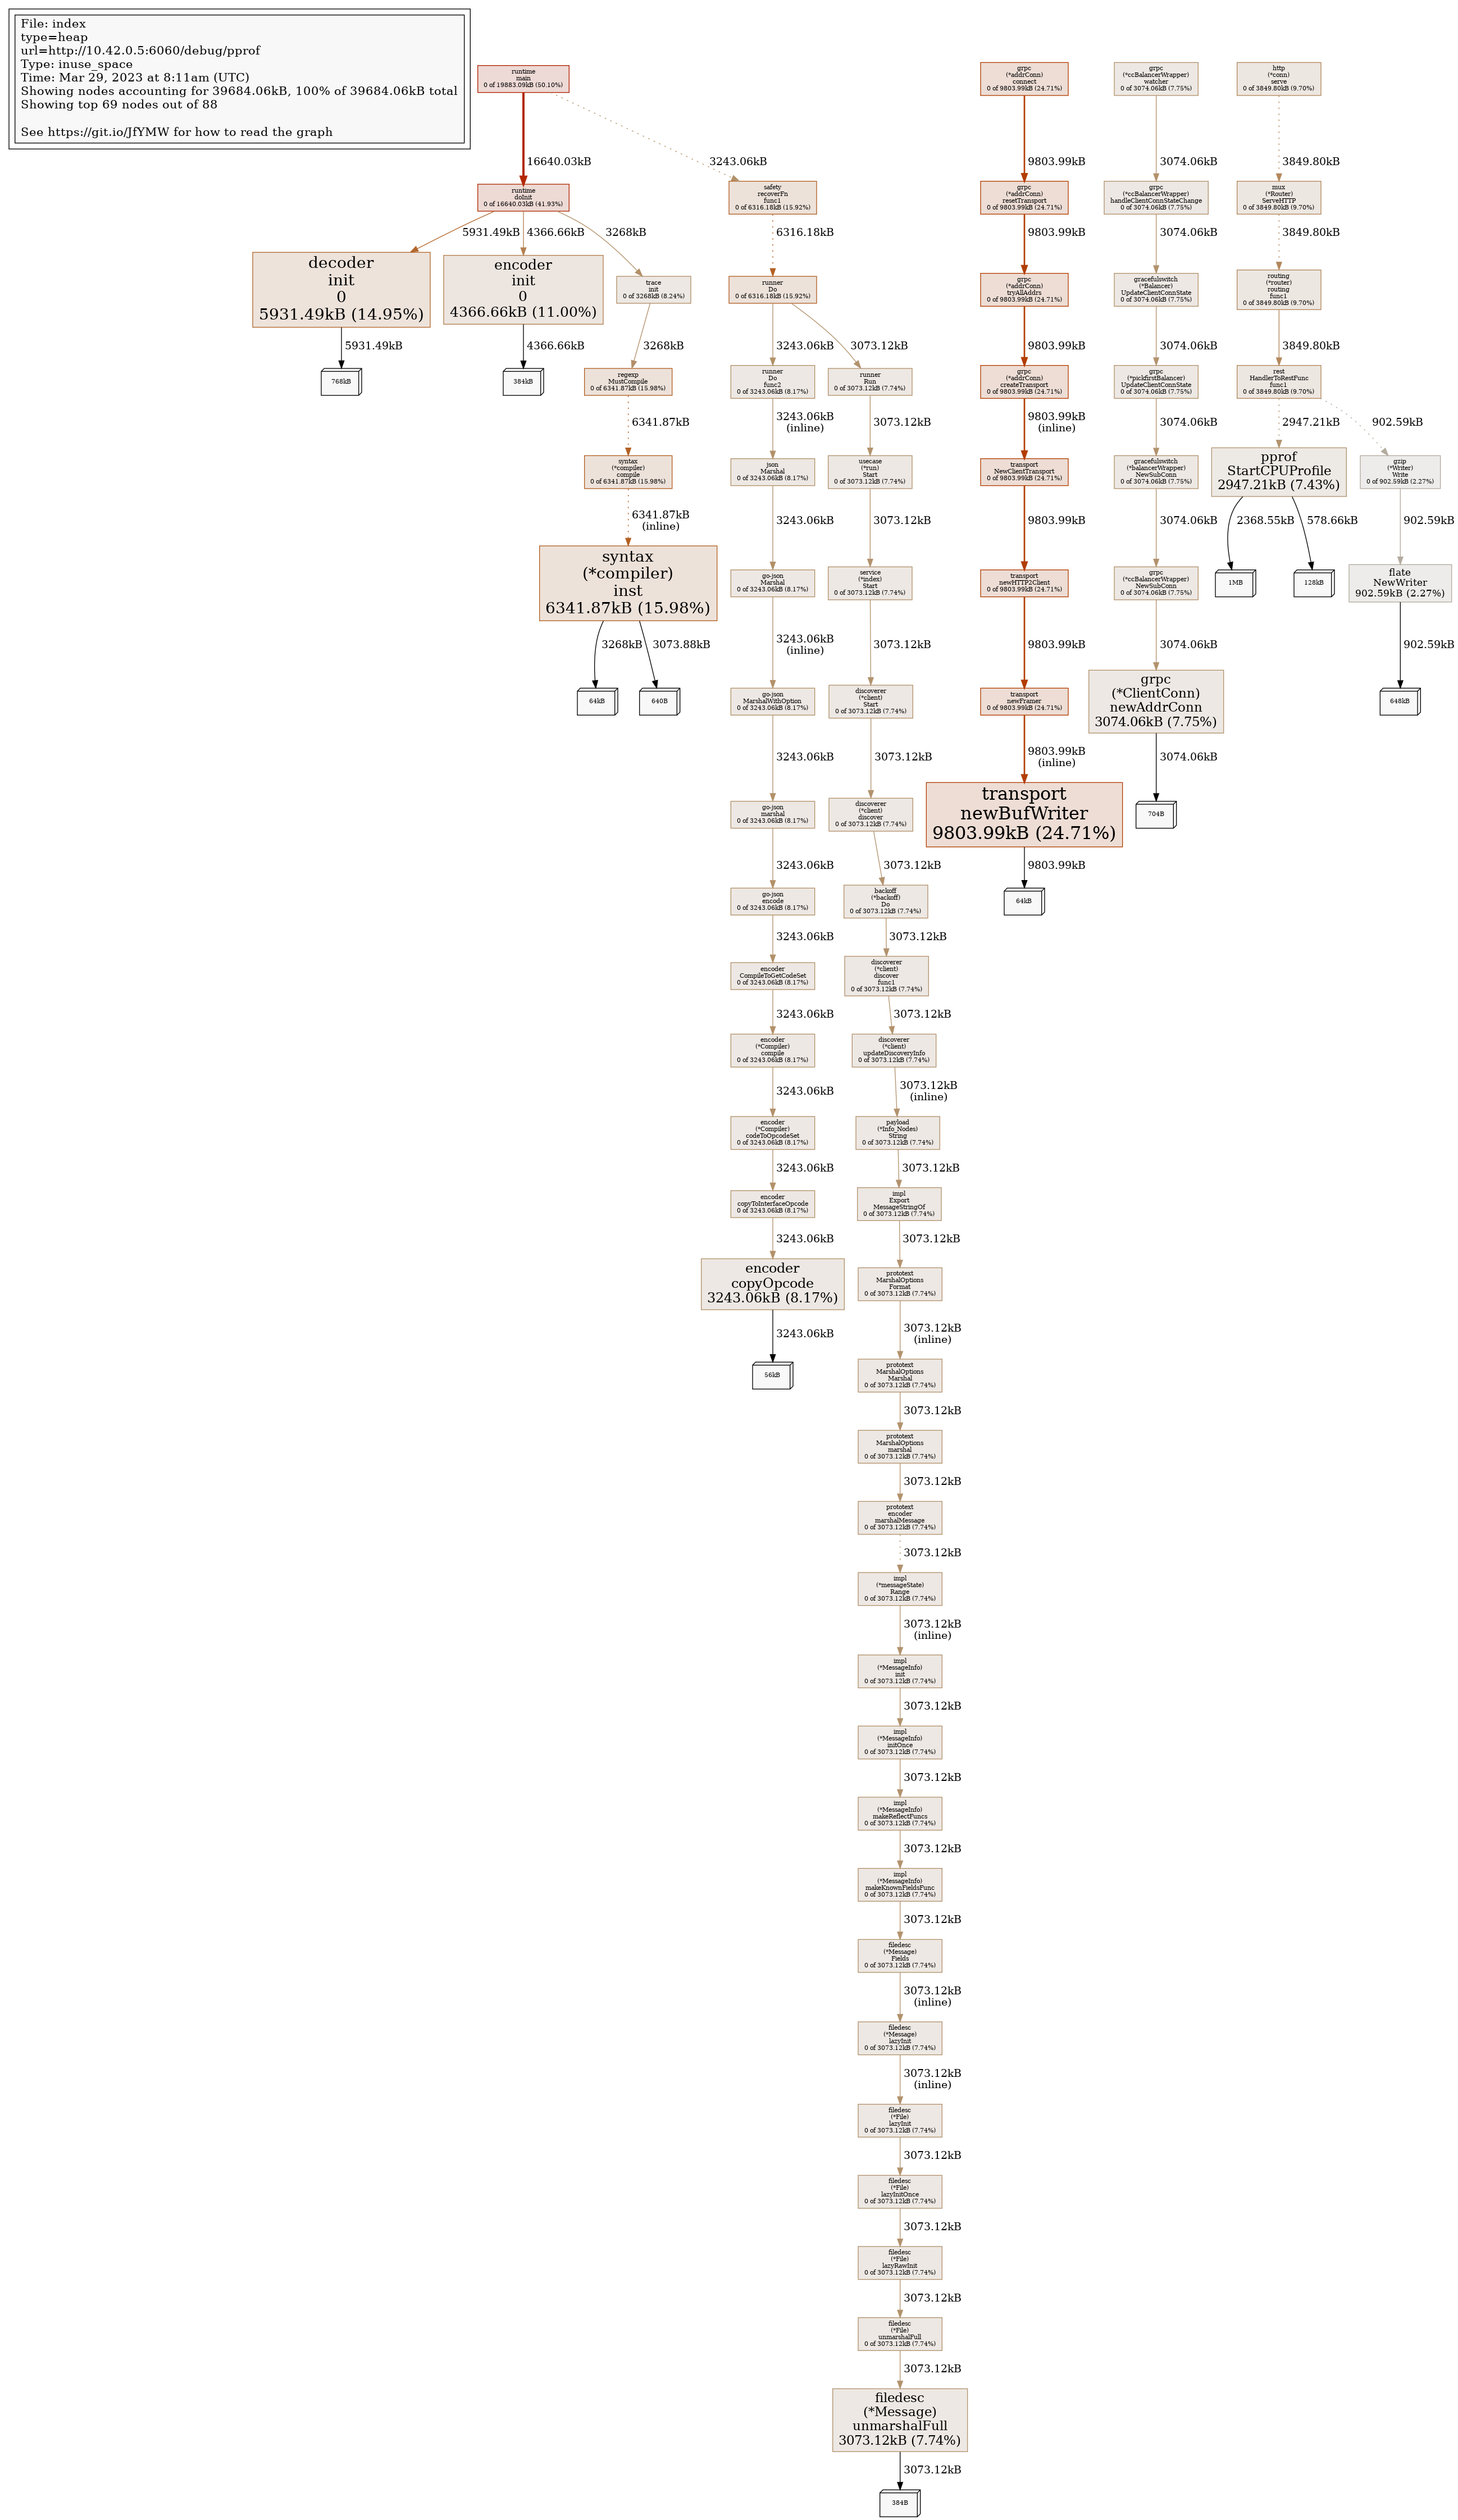 File: index
type=heap
url=http://10.42.0.5:6060/debug/pprof
Type: inuse_space
Time: Mar 29, 2023 at 8:11am (UTC)
Showing nodes accounting for 39684.06kB, 100% of 39684.06kB total
Showing top 69 nodes out of 88
See https://git.io/JfYMW for how to read the graph
runtime
main
0 of 19883.09kB (50.10%)
16640.03kB
3243.06kB
runtime
doInit
0 of 16640.03kB (41.93%)
5931.49kB
4366.66kB
3268kB
decoder
init
0
5931.49kB (14.95%)
5931.49kB
768kB
encoder
init
0
4366.66kB (11.00%)
4366.66kB
384kB
trace
init
0 of 3268kB (8.24%)
3268kB
regexp
MustCompile
0 of 6341.87kB (15.98%)
6341.87kB
syntax
(*compiler)
compile
0 of 6341.87kB (15.98%)
6341.87kB
(inline)
syntax
(*compiler)
inst
6341.87kB (15.98%)
3268kB
3073.88kB
64kB
640B
safety
recoverFn
func1
0 of 6316.18kB (15.92%)
6316.18kB
runner
Do
0 of 6316.18kB (15.92%)
3243.06kB
3073.12kB
runner
Do
func2
0 of 3243.06kB (8.17%)
3243.06kB
(inline)
json
Marshal
0 of 3243.06kB (8.17%)
3243.06kB
go-json
Marshal
0 of 3243.06kB (8.17%)
3243.06kB
(inline)
go-json
MarshalWithOption
0 of 3243.06kB (8.17%)
3243.06kB
go-json
marshal
0 of 3243.06kB (8.17%)
3243.06kB
go-json
encode
0 of 3243.06kB (8.17%)
3243.06kB
encoder
CompileToGetCodeSet
0 of 3243.06kB (8.17%)
3243.06kB
encoder
(*Compiler)
compile
0 of 3243.06kB (8.17%)
3243.06kB
encoder
(*Compiler)
codeToOpcodeSet
0 of 3243.06kB (8.17%)
3243.06kB
encoder
copyToInterfaceOpcode
0 of 3243.06kB (8.17%)
3243.06kB
encoder
copyOpcode
3243.06kB (8.17%)
3243.06kB
56kB
runner
Run
0 of 3073.12kB (7.74%)
3073.12kB
usecase
(*run)
Start
0 of 3073.12kB (7.74%)
3073.12kB
service
(*index)
Start
0 of 3073.12kB (7.74%)
3073.12kB
discoverer
(*client)
Start
0 of 3073.12kB (7.74%)
3073.12kB
discoverer
(*client)
discover
0 of 3073.12kB (7.74%)
3073.12kB
backoff
(*backoff)
Do
0 of 3073.12kB (7.74%)
3073.12kB
discoverer
(*client)
discover
func1
0 of 3073.12kB (7.74%)
3073.12kB
discoverer
(*client)
updateDiscoveryInfo
0 of 3073.12kB (7.74%)
3073.12kB
(inline)
payload
(*Info_Nodes)
String
0 of 3073.12kB (7.74%)
3073.12kB
impl
Export
MessageStringOf
0 of 3073.12kB (7.74%)
3073.12kB
prototext
MarshalOptions
Format
0 of 3073.12kB (7.74%)
3073.12kB
(inline)
prototext
MarshalOptions
Marshal
0 of 3073.12kB (7.74%)
3073.12kB
prototext
MarshalOptions
marshal
0 of 3073.12kB (7.74%)
3073.12kB
prototext
encoder
marshalMessage
0 of 3073.12kB (7.74%)
3073.12kB
impl
(*messageState)
Range
0 of 3073.12kB (7.74%)
3073.12kB
(inline)
impl
(*MessageInfo)
init
0 of 3073.12kB (7.74%)
3073.12kB
impl
(*MessageInfo)
initOnce
0 of 3073.12kB (7.74%)
3073.12kB
impl
(*MessageInfo)
makeReflectFuncs
0 of 3073.12kB (7.74%)
3073.12kB
impl
(*MessageInfo)
makeKnownFieldsFunc
0 of 3073.12kB (7.74%)
3073.12kB
filedesc
(*Message)
Fields
0 of 3073.12kB (7.74%)
3073.12kB
(inline)
filedesc
(*Message)
lazyInit
0 of 3073.12kB (7.74%)
3073.12kB
(inline)
filedesc
(*File)
lazyInit
0 of 3073.12kB (7.74%)
3073.12kB
filedesc
(*File)
lazyInitOnce
0 of 3073.12kB (7.74%)
3073.12kB
filedesc
(*File)
lazyRawInit
0 of 3073.12kB (7.74%)
3073.12kB
filedesc
(*File)
unmarshalFull
0 of 3073.12kB (7.74%)
3073.12kB
filedesc
(*Message)
unmarshalFull
3073.12kB (7.74%)
3073.12kB
384B
grpc
(*addrConn)
connect
0 of 9803.99kB (24.71%)
9803.99kB
grpc
(*addrConn)
resetTransport
0 of 9803.99kB (24.71%)
9803.99kB
grpc
(*addrConn)
tryAllAddrs
0 of 9803.99kB (24.71%)
9803.99kB
grpc
(*addrConn)
createTransport
0 of 9803.99kB (24.71%)
9803.99kB
(inline)
transport
NewClientTransport
0 of 9803.99kB (24.71%)
9803.99kB
transport
newHTTP2Client
0 of 9803.99kB (24.71%)
9803.99kB
transport
newFramer
0 of 9803.99kB (24.71%)
9803.99kB
(inline)
transport
newBufWriter
9803.99kB (24.71%)
9803.99kB
64kB
grpc
(*ccBalancerWrapper)
watcher
0 of 3074.06kB (7.75%)
3074.06kB
grpc
(*ccBalancerWrapper)
handleClientConnStateChange
0 of 3074.06kB (7.75%)
3074.06kB
gracefulswitch
(*Balancer)
UpdateClientConnState
0 of 3074.06kB (7.75%)
3074.06kB
grpc
(*pickfirstBalancer)
UpdateClientConnState
0 of 3074.06kB (7.75%)
3074.06kB
gracefulswitch
(*balancerWrapper)
NewSubConn
0 of 3074.06kB (7.75%)
3074.06kB
grpc
(*ccBalancerWrapper)
NewSubConn
0 of 3074.06kB (7.75%)
3074.06kB
grpc
(*ClientConn)
newAddrConn
3074.06kB (7.75%)
3074.06kB
704B
http
(*conn)
serve
0 of 3849.80kB (9.70%)
3849.80kB
mux
(*Router)
ServeHTTP
0 of 3849.80kB (9.70%)
3849.80kB
routing
(*router)
routing
func1
0 of 3849.80kB (9.70%)
3849.80kB
rest
HandlerToRestFunc
func1
0 of 3849.80kB (9.70%)
2947.21kB
902.59kB
pprof
StartCPUProfile
2947.21kB (7.43%)
2368.55kB
578.66kB
1MB
128kB
gzip
(*Writer)
Write
0 of 902.59kB (2.27%)
902.59kB
flate
NewWriter
902.59kB (2.27%)
902.59kB
648kB